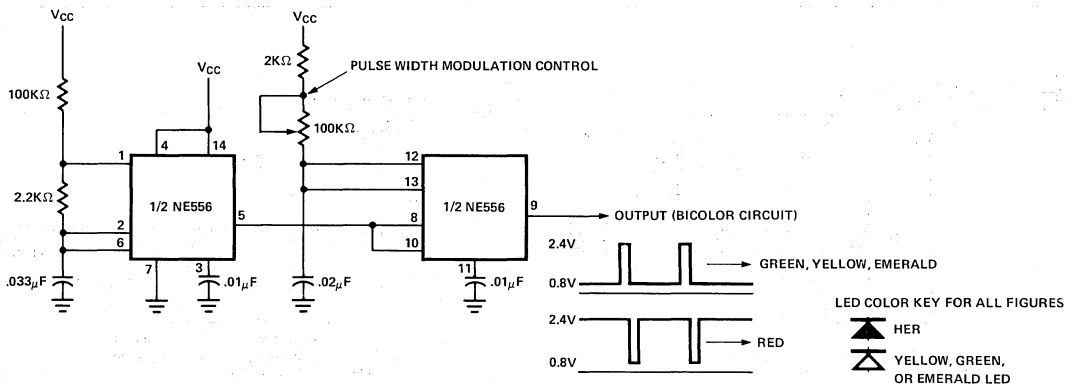 VCC
100KΩ
2.2KΩ
.033μF
VCC
4
14
1
2
6
1/2 NE556
5
7
3
.01μF
VCC
2KΩ
PULSE WIDTH MODULATION CONTROL
100KΩ
12
13
8
10
1/2 NE556
9
11
.02μF
.01μF
OUTPUT (BICOLOR CIRCUIT)
2.4V
0.8V
GREEN, YELLOW, EMERALD
2.4V
0.8V
RED
LED COLOR KEY FOR ALL FIGURES
HER
YELLOW, GREEN,
OR EMERALD LED